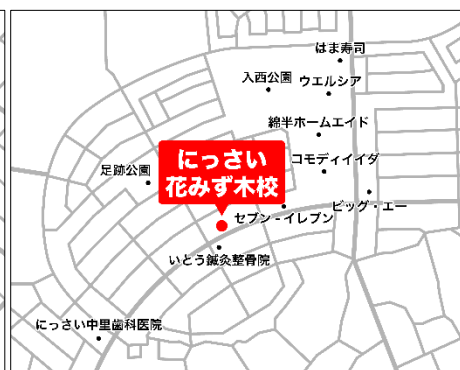 はま寿司
入西公園
ウエルシア
綿半ホームエイド
コモディイイダ
足跡公園
にっさい
花みず木校
ビッグ・エー
セブン-イレブン
いとう鍼灸整骨院
にっさい中里歯科医院